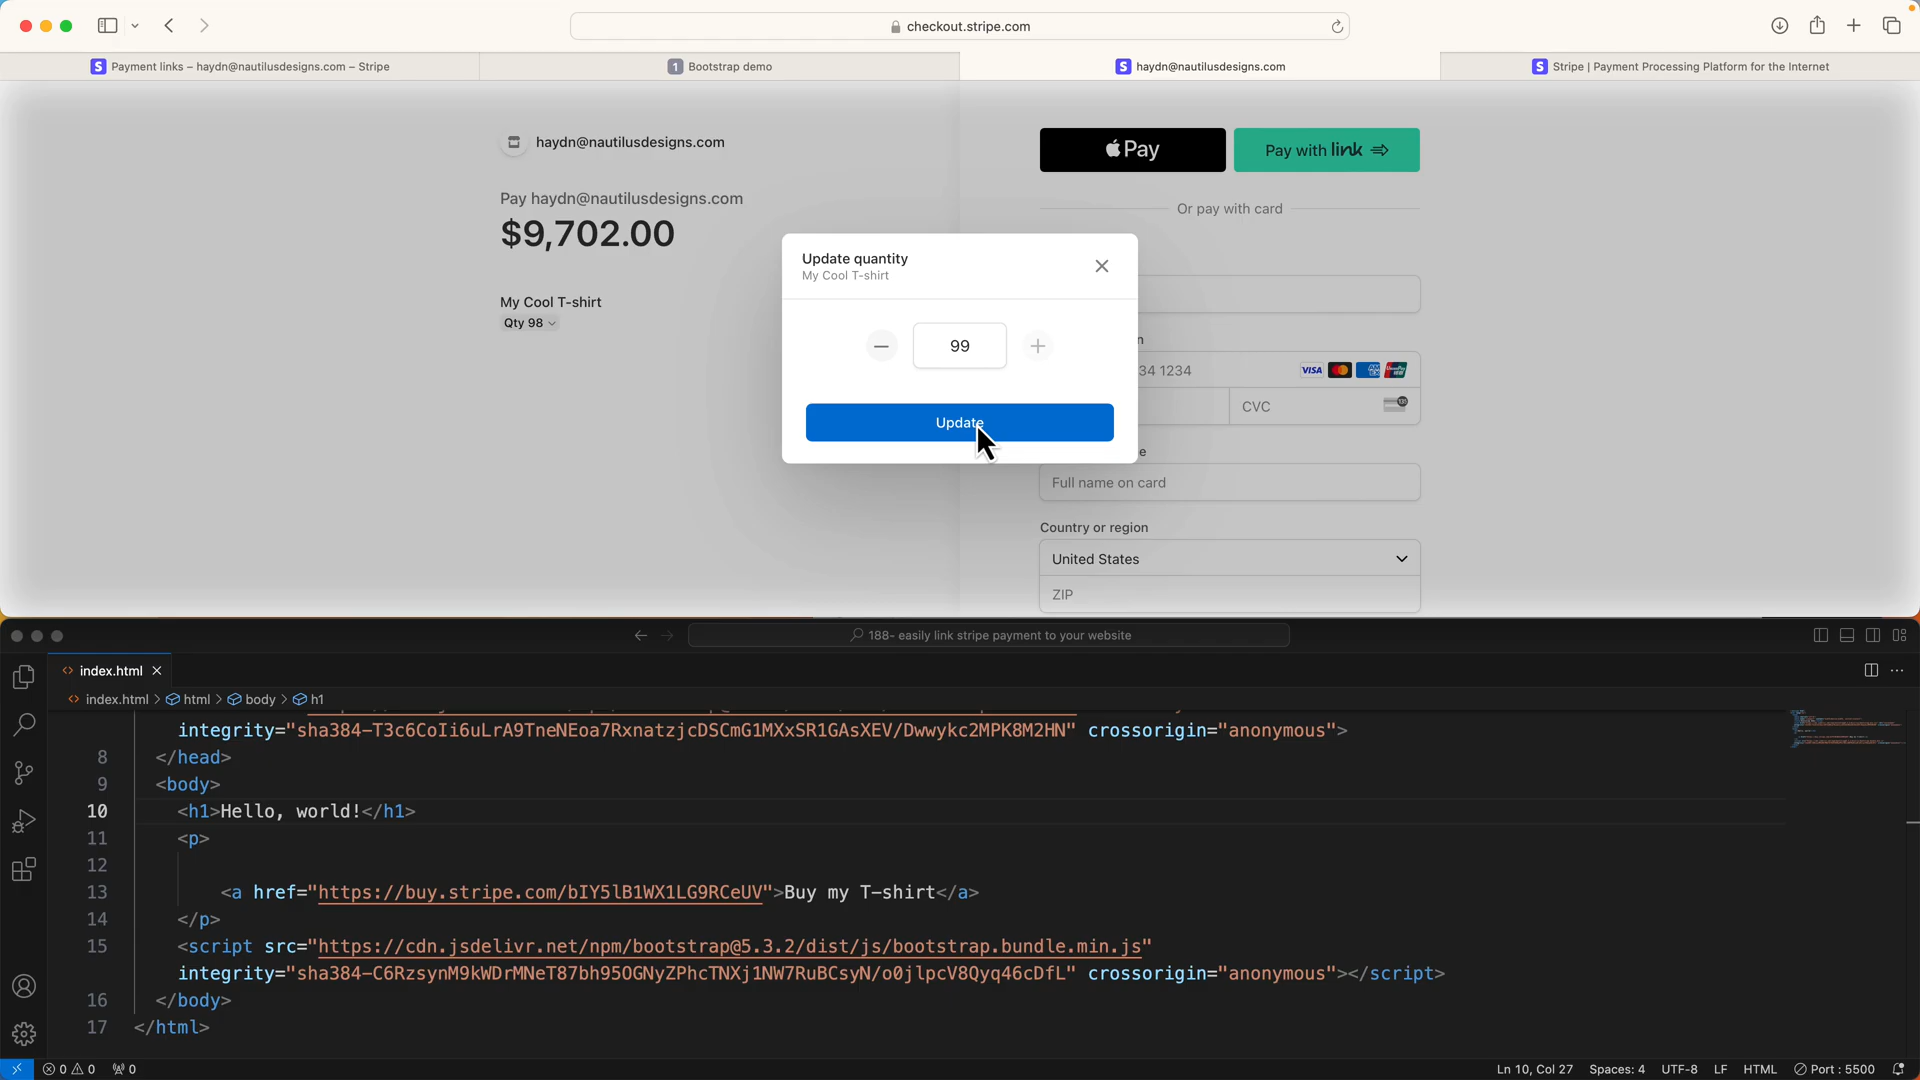 checkout.stripe.com
Payment links – haydn@nautilusdesigns.com – Stripe
1 Bootstrap demo
haydn@nautilusdesigns.com
Stripe | Payment Processing Platform for the Internet
haydn@nautilusdesigns.com
Pay haydn@nautilusdesigns.com
$9,702.00
My Cool T-shirt
Qty 98
Pay
Pay with link
Or pay with card
Update quantity
My Cool T-shirt
99
Update
34 1234
VISA
CVC
Full name on card
Country or region
United States
ZIP
188- easily link stripe payment to your website
index.html
index.html > html > body > h1
integrity="sha384-T3c6CoIi6uLrA9TneNEoa7RxnatzjcDSCmG1MXxSR1GAsXEV/Dwwykc2MPK8M2HN" crossorigin="anonymous">
8 </head>
9 <body>
10 <h1>Hello, world!</h1>
11 <p>
12
13 <a href="https://buy.stripe.com/bIY5lB1WX1LG9RCeUV">Buy my T-shirt</a>
14 </p>
15 <script src="https://cdn.jsdelivr.net/npm/bootstrap@5.3.2/dist/js/bootstrap.bundle.min.js"
integrity="sha384-C6RzsynM9kWDrMNeT87bh95OGNyZPhcTNXj1NW7RuBCsyN/o0jlpcV8Qyq46cDfL" crossorigin="anonymous"></script>
16 </body>
17 </html>
0 0 0
Ln 10, Col 27 Spaces: 4 UTF-8 LF HTML Port : 5500